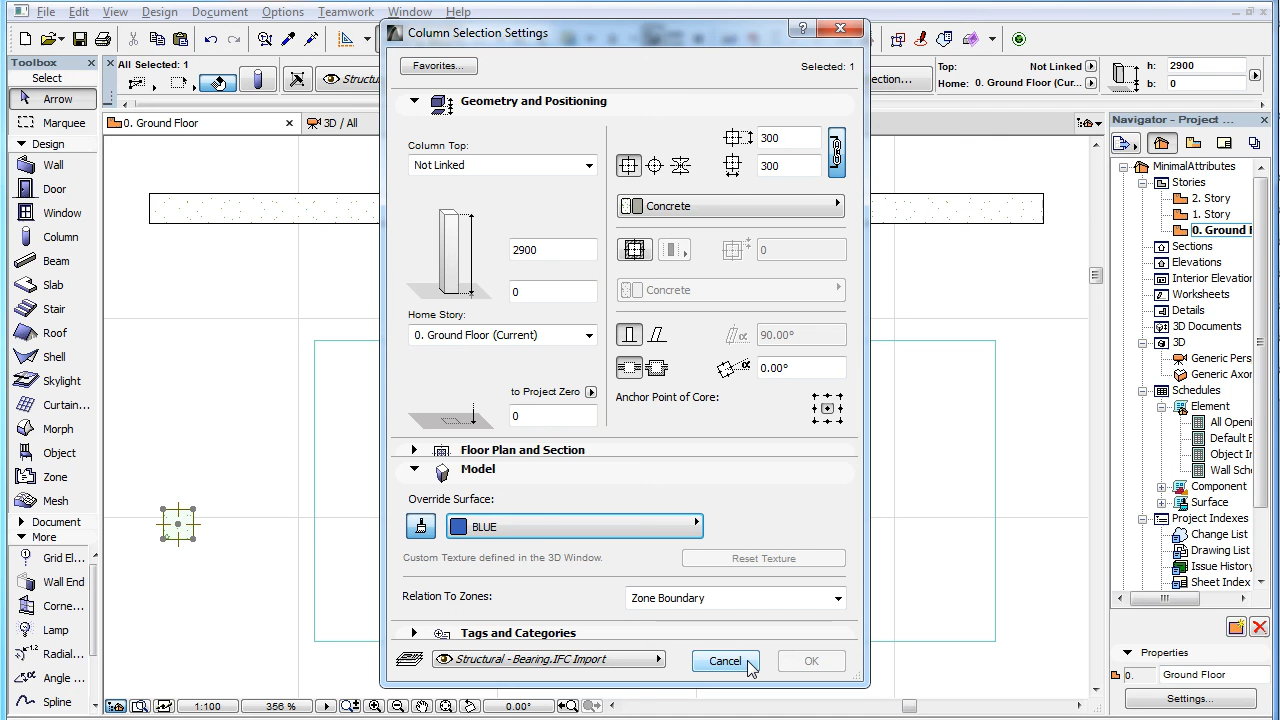 File Edit View Design Document Options Teamwork Window Help
Column Selection Settings
Toolbox
Select
Arrow
Marquee
Design
Wall
Door
Window
Column
Beam
Slab
Stair
Roof
Shell
Skylight
Curtain...
Morph
Object
Zone
Mesh
Document
More
Grid El...
Wall End
Corne...
Lamp
Radial...
Angle ...
Spline
All Selected: 1
0. Ground Floor
3D / All
Favorites...
Selected: 1
Geometry and Positioning
Column Top:
Not Linked
300
300
Concrete
2900
0
0
Concrete
Home Story:
0. Ground Floor (Current)
90.00°
0.00°
to Project Zero
0
Anchor Point of Core:
Floor Plan and Section
Model
Override Surface:
BLUE
Custom Texture defined in the 3D Window.
Reset Texture
Relation To Zones:
Zone Boundary
Tags and Categories
Structural - Bearing.IFC Import
Cancel
OK
Top: Not Linked
Home: 0. Ground Floor (Cur...
h: 2900
b: 0
Navigator - Project ...
MinimalAttributes
Stories
2. Story
1. Story
0. Ground F
Sections
Elevations
Interior Elevation
Worksheets
Details
3D Documents
3D
Generic Pers
Generic Axon
Schedules
Element
All Openi
Default E
Object In
Wall Sche
Component
Surface
Project Indexes
Change List
Drawing List
Issue History
Sheet Index
Properties
0. Ground Floor
Settings...
1:100 356 % 0.00°